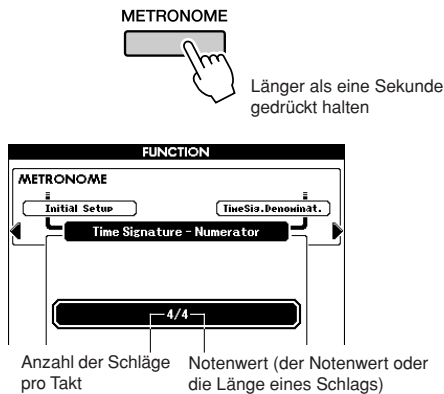 METRONOME
Länger als eine Sekunde
gedrückt halten
FUNCTION
METRONOME
Initial Setup
TimeSig.Denominat.
Time Signature - Numerator
4/4
Anzahl der Schläge
pro Takt
Notenwert (der Notenwert oder
die Länge eines Schlags)